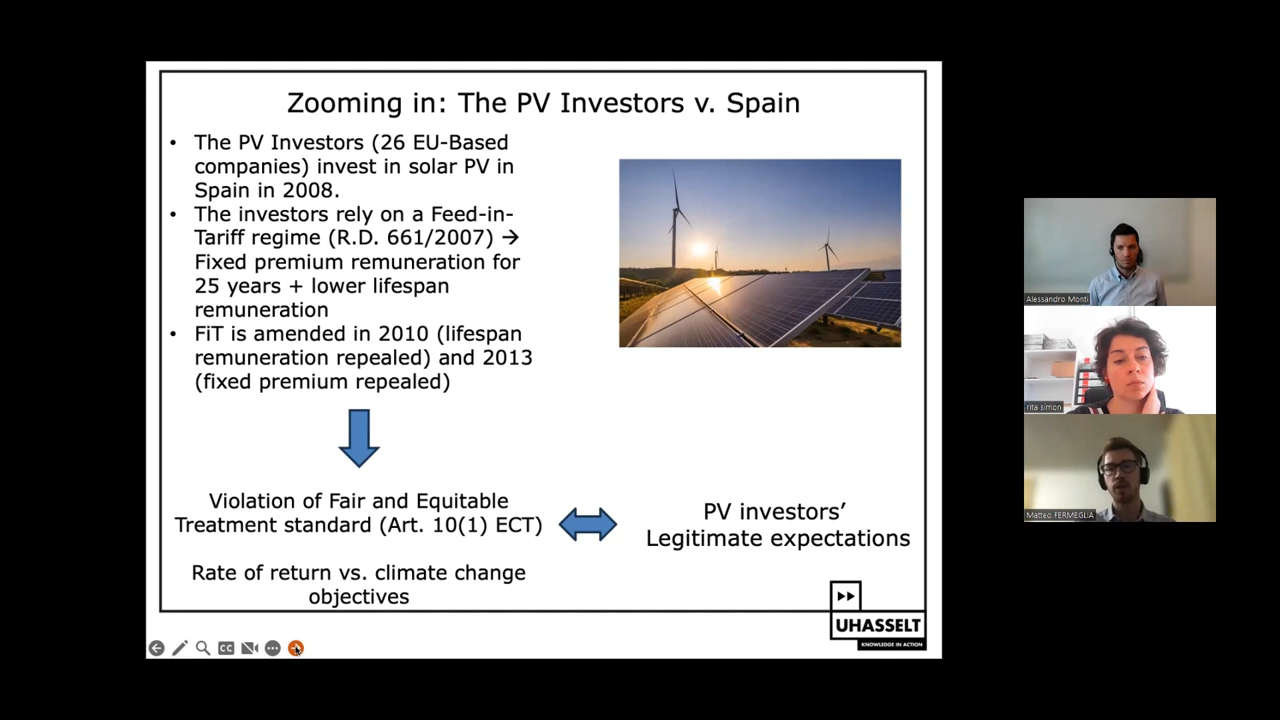 Zooming in: The PV Investors v. Spain
• The PV Investors (26 EU-Based
companies) invest in solar PV in
Spain in 2008.
• The investors rely on a Feed-in-
Tariff regime (R.D. 661/2007) →
Fixed premium remuneration for
25 years + lower lifespan
remuneration
• FiT is amended in 2010 (lifespan
remuneration repealed) and 2013
(fixed premium repealed)
Violation of Fair and Equitable
Treatment standard (Art. 10(1) ECT)
PV investors’
Legitimate expectations
Rate of return vs. climate change
objectives
UHASSELT
KNOWLEDGE IN ACTION
CC
Alessandro Monti
rita simon
Matteo FERMEGLIA